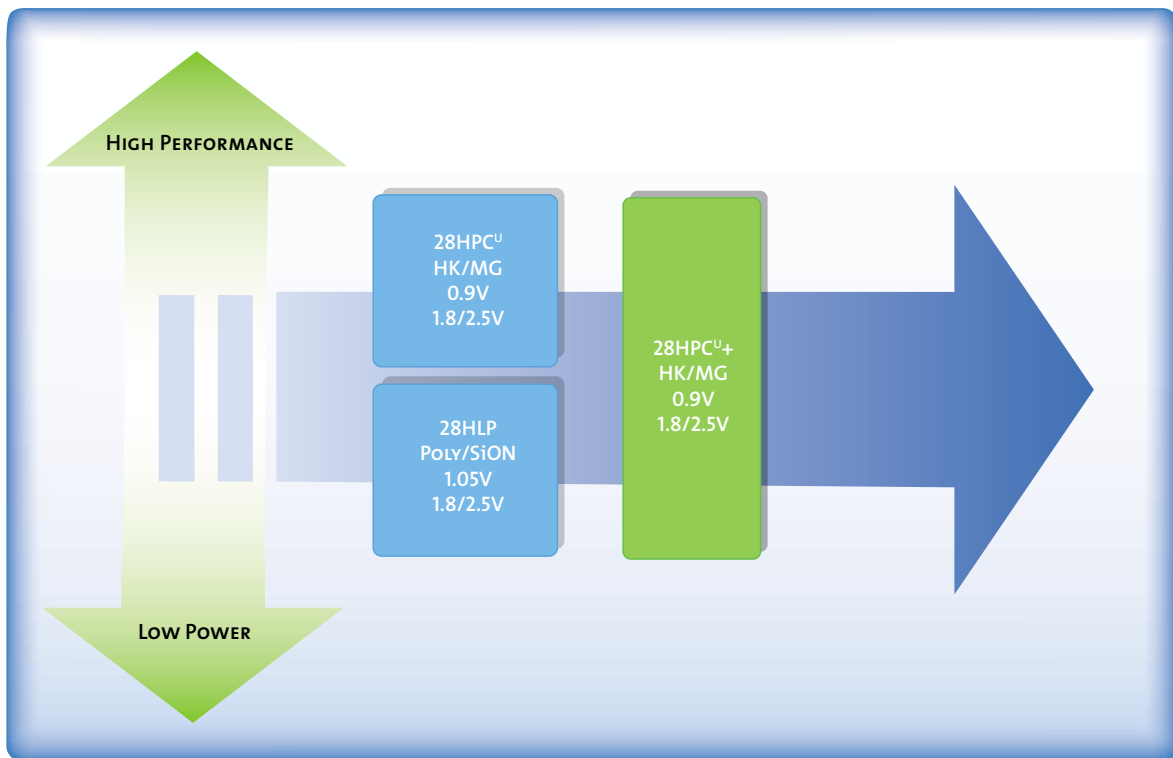 High Performance
28HPCᵁ
HK/MG
0.9V
1.8/2.5V
28HLP
Poly/SiON
1.05V
1.8/2.5V
28HPCᵁ+
HK/MG
0.9V
1.8/2.5V
Low Power